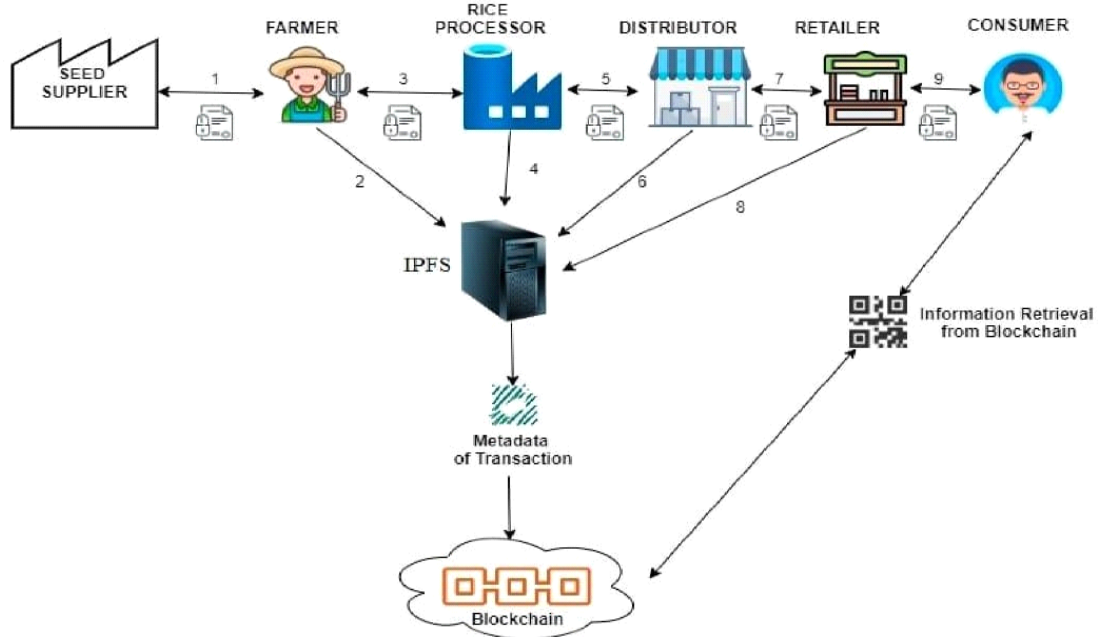 FARMER
RICE
PROCESSOR
DISTRIBUTOR
RETAILER
CONSUMER
SEED
SUPPLIER
1
3
5
7
9
2
4
6
8
IPFS
Information Retrieval
from Blockchain
Metadata
of Transaction
Blockchain